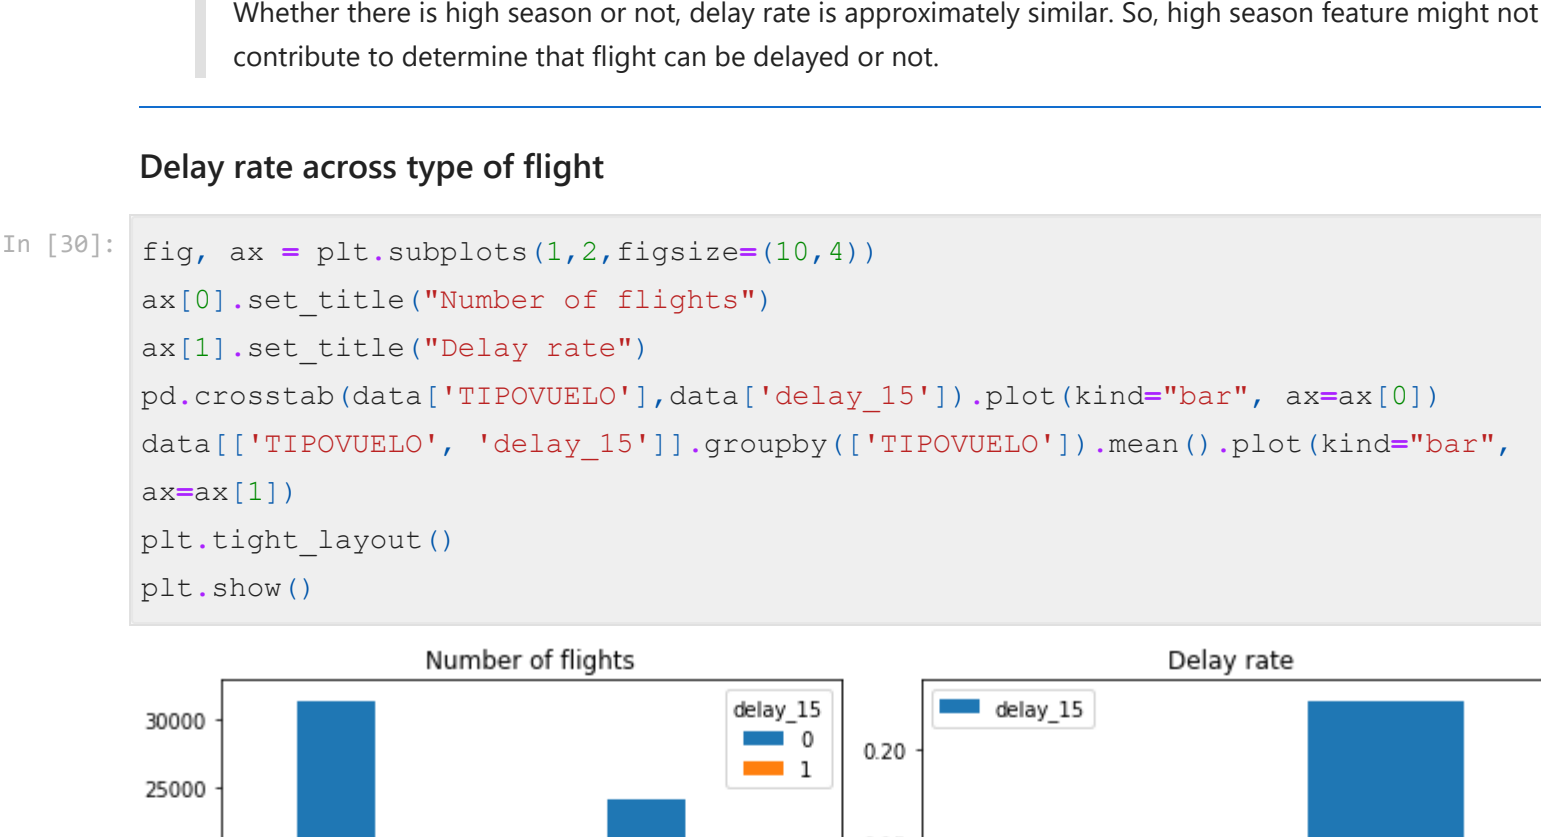 Whether there is high season or not, delay rate is approximately similar. So, high season feature might not
contribute to determine that flight can be delayed or not.
Delay rate across type of flight
In [30]:
fig, ax = plt.subplots(1,2,figsize=(10,4))
ax[0].set_title("Number of flights")
ax[1].set_title("Delay rate")
pd.crosstab(data['TIPOVUELO'],data['delay_15']).plot(kind="bar", ax=ax[0])
data[['TIPOVUELO', 'delay_15']].groupby(['TIPOVUELO']).mean().plot(kind="bar",
ax=ax[1])
plt.tight_layout()
plt.show()
Number of flights
30000
25000
delay_15
0
1
Delay rate
delay_15
0.20